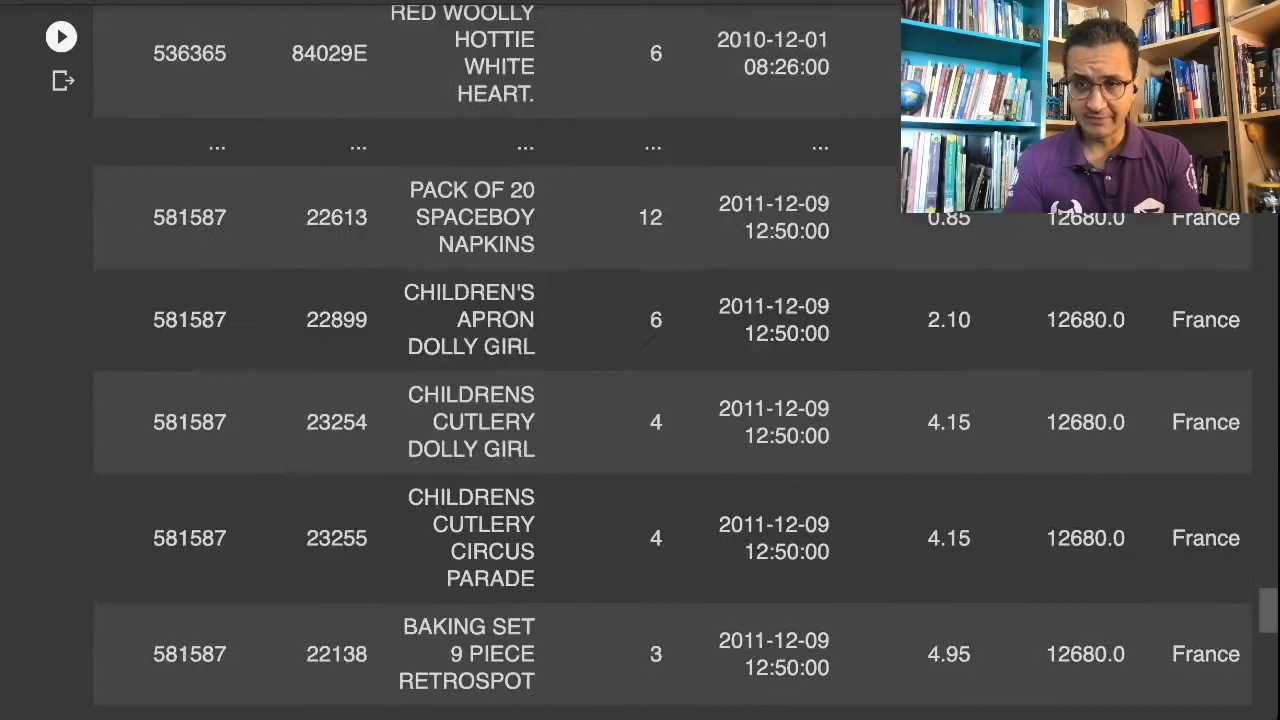 RED WOOLLY
HOTTIE
WHITE
HEART.
536365 84029E 6 2010-12-01
08:26:00
... ... ... ... ...
PACK OF 20
SPACEBOY
NAPKINS
581587 22613 12 2011-12-09
12:50:00
0.85 12680.0 France
CHILDREN'S
APRON
DOLLY GIRL
581587 22899 6 2011-12-09
12:50:00
2.10 12680.0 France
CHILDRENS
CUTLERY
DOLLY GIRL
581587 23254 4 2011-12-09
12:50:00
4.15 12680.0 France
CHILDRENS
CUTLERY
CIRCUS
PARADE
581587 23255 4 2011-12-09
12:50:00
4.15 12680.0 France
BAKING SET
9 PIECE
RETROSPOT
581587 22138 3 2011-12-09
12:50:00
4.95 12680.0 France